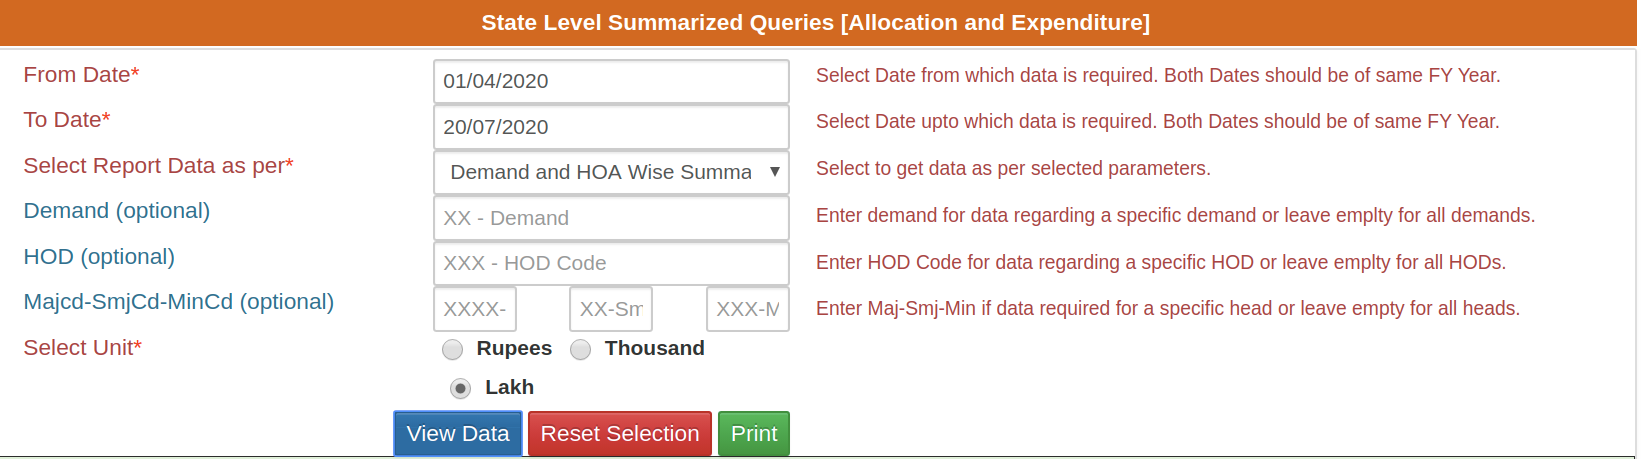 State Level Summarized Queries [Allocation and Expenditure]
From Date* 01/04/2020 Select Date from which data is required. Both Dates should be of same FY Year.
To Date* 20/07/2020 Select Date upto which data is required. Both Dates should be of same FY Year.
Select Report Data as per* Demand and HOA Wise Summa Select to get data as per selected parameters.
Demand (optional) XX - Demand Enter demand for data regarding a specific demand or leave emplty for all demands.
HOD (optional) XXX - HOD Code Enter HOD Code for data regarding a specific HOD or leave emplty for all HODs.
Majcd-SmjCd-MinCd (optional) XXXX- XX-Sm XXX-M Enter Maj-Smj-Min if data required for a specific head or leave empty for all heads.
Select Unit* Rupees Thousand
Lakh
View Data Reset Selection Print